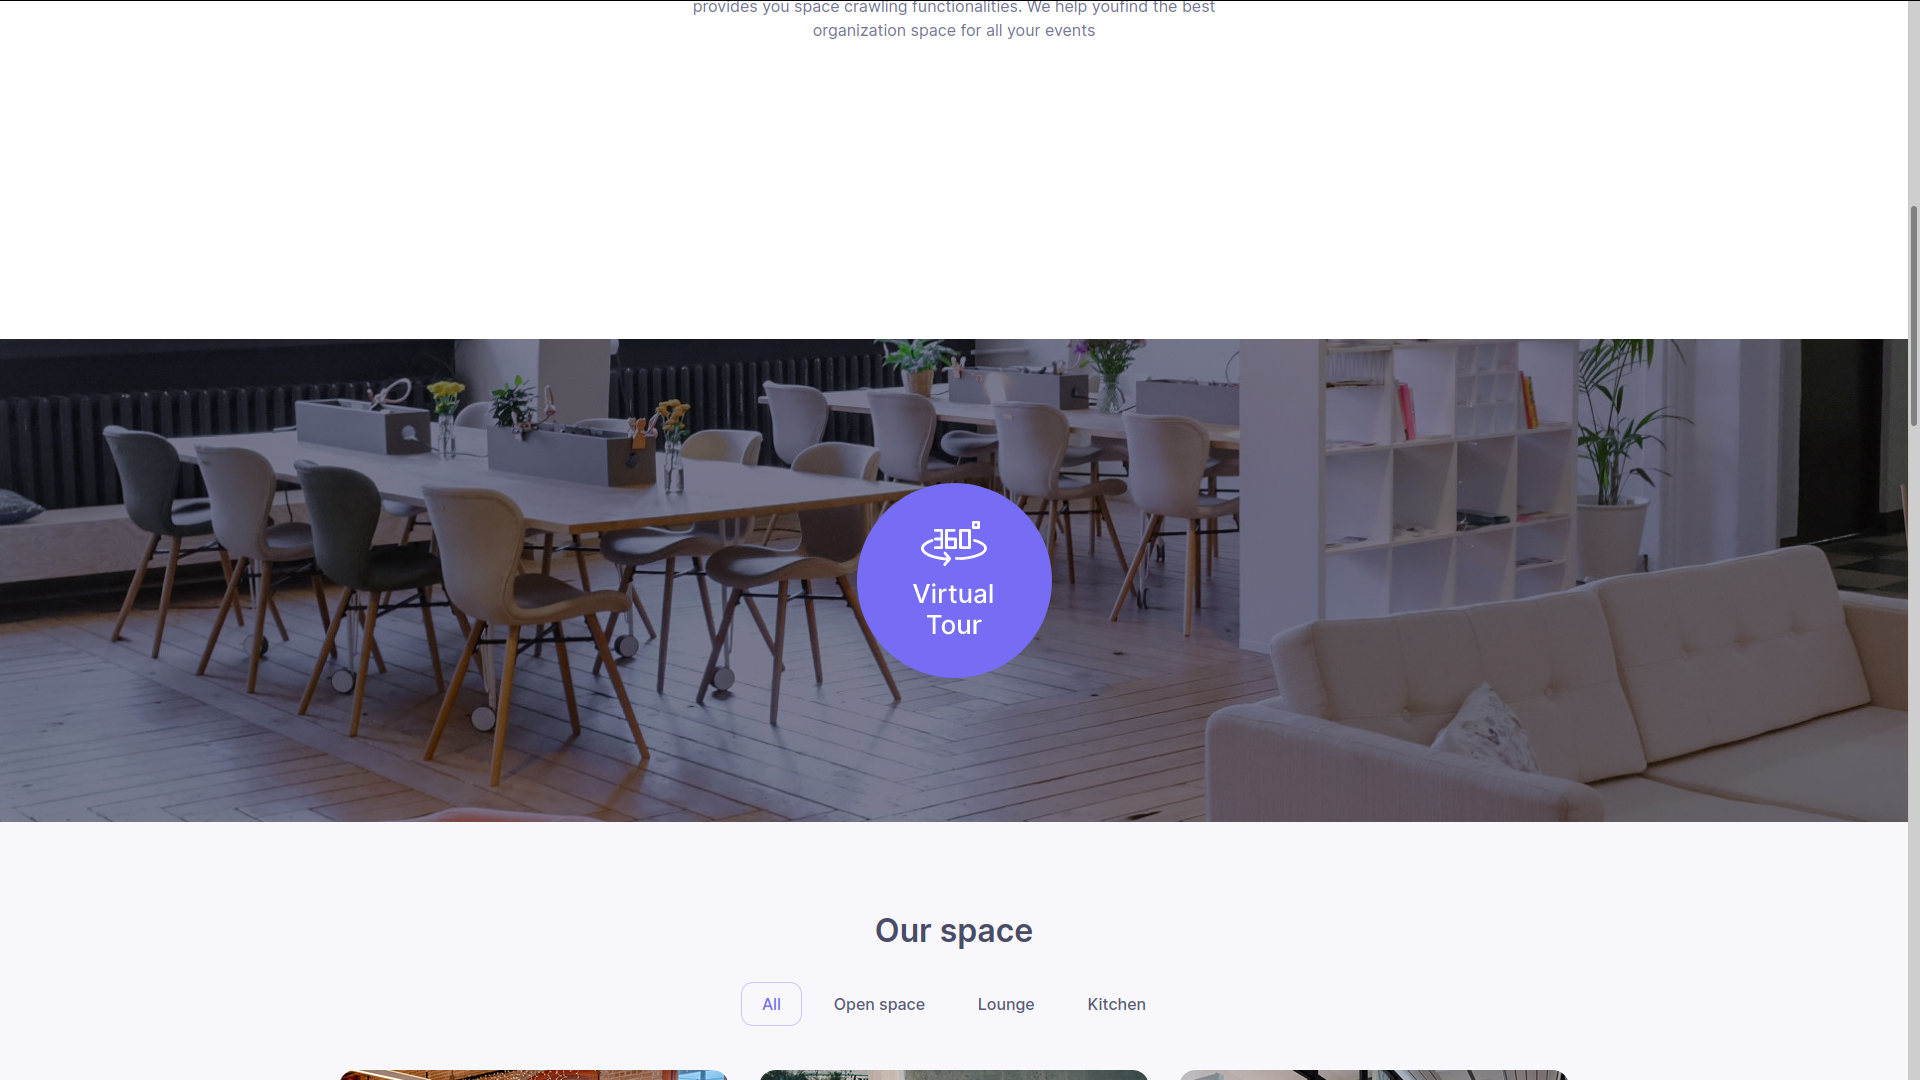 provides you space crawling functionalities. We help youfind the best
organization space for all your events
360°
Virtual
Tour
Our space
All
Open space
Lounge
Kitchen